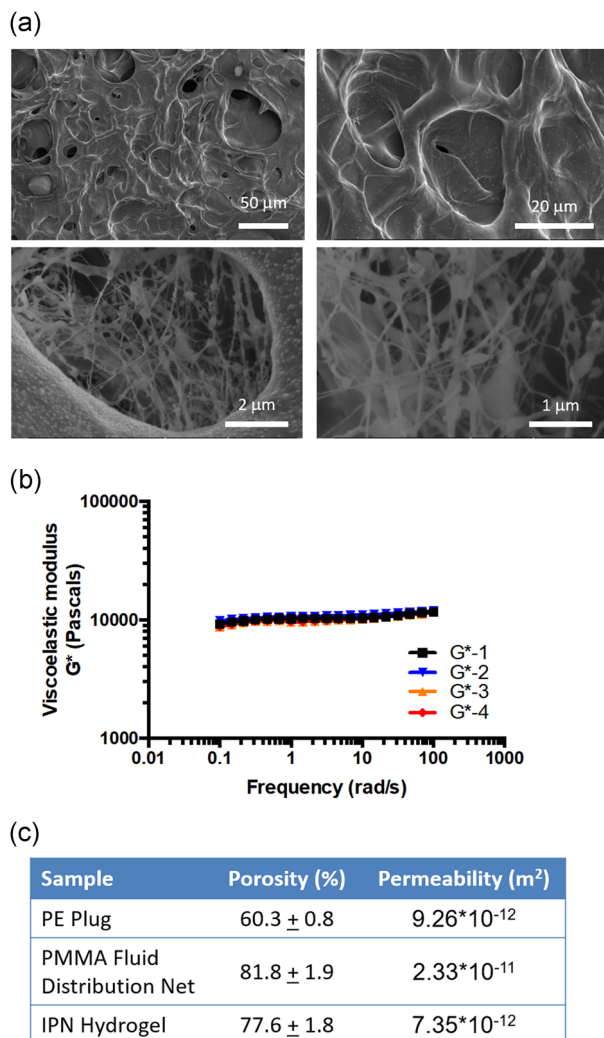 (a)
50 μm
20 μm
2 μm
1 μm
(b)
Viscoelastic modulus
G* (Pascals)
100000
10000
1000
0.01
0.1
1
10
100
1000
G*-1
G*-2
G*-3
G*-4
Frequency (rad/s)
(c)
Sample Porosity (%) Permeability (m²)
PE Plug 60.3 ± 0.8 9.26*10⁻¹²
PMMA Fluid
Distribution Net 81.8 ± 1.9 2.33*10⁻¹¹
IPN Hydrogel 77.6 ± 1.8 7.35*10⁻¹²